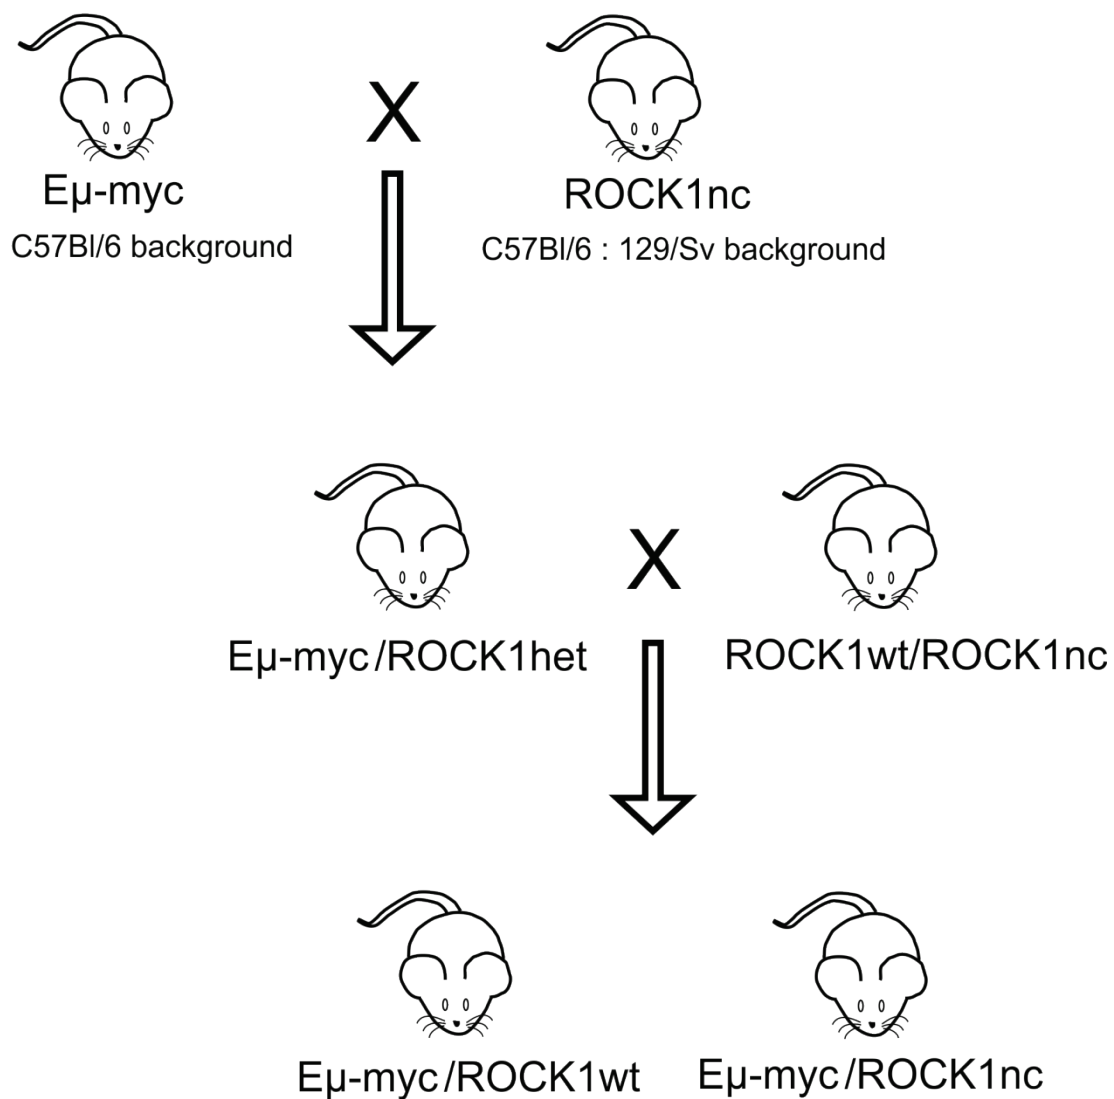 X
Eµ-myc
ROCK1nc
C57Bl/6 background
C57Bl/6 : 129/Sv background
X
Eµ-myc/ROCK1het
ROCK1wt/ROCK1nc
Eµ-myc/ROCK1wt
Eµ-myc/ROCK1nc